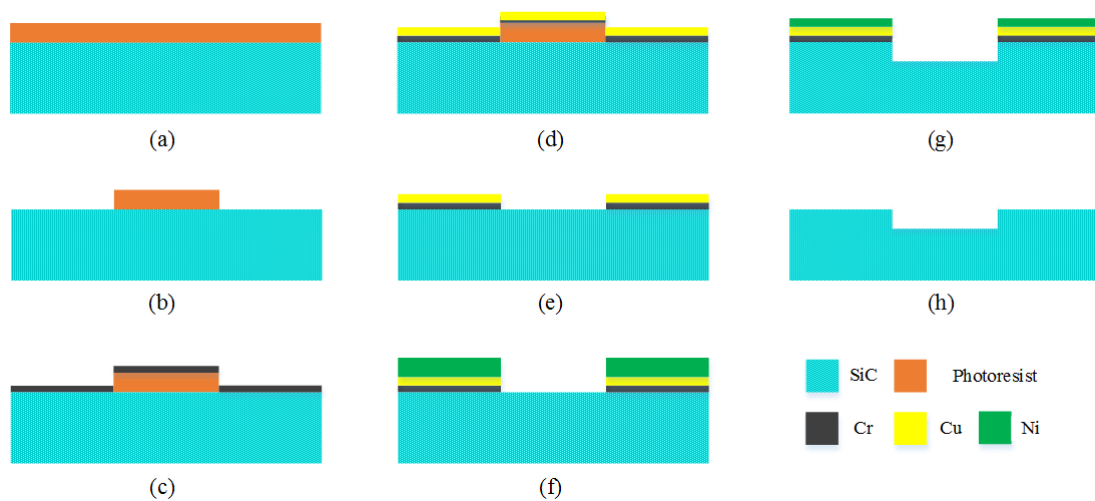 (a)
(d)
(g)
(b)
(e)
(h)
(c)
(f)
SiC
Photoresist
Cr
Cu
Ni